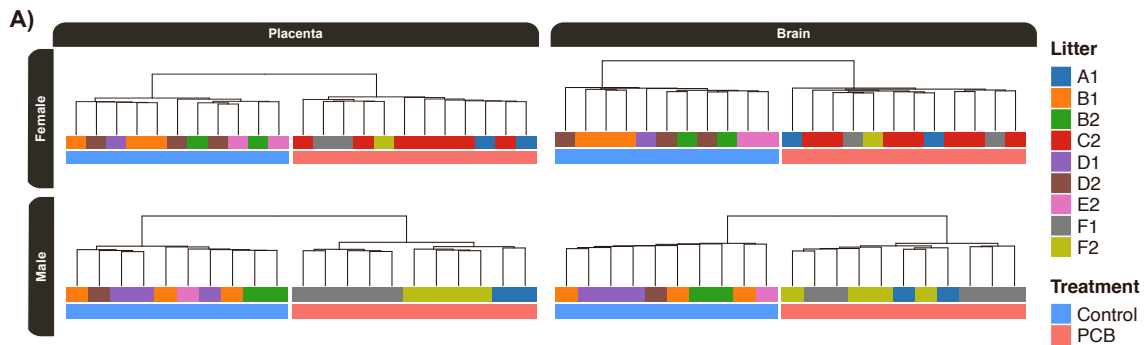 A)
Placenta
Brain
Female
Male
Litter
A1
B1
B2
C2
D1
D2
E2
F1
F2
Treatment
Control
PCB